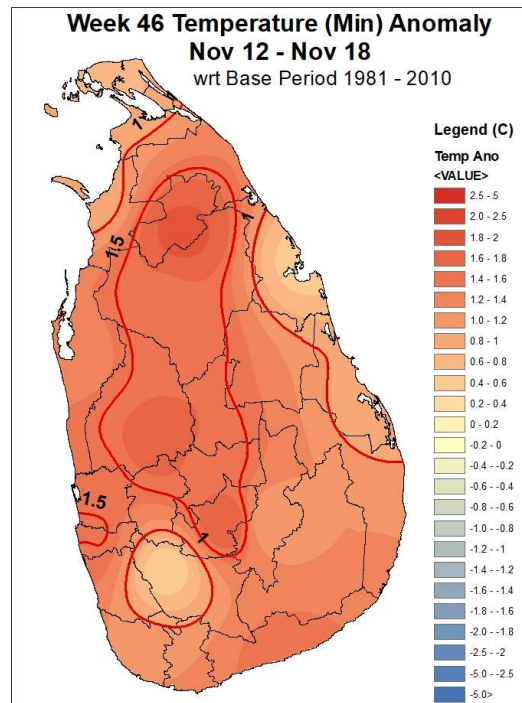 Week 46 Temperature (Min) Anomaly
Nov 12 - Nov 18
wrt Base Period 1981 - 2010
Legend (C)
Temp Ano
<VALUE>
2.5 - 5
2.0 - 2.5
1.8 - 2
1.6 - 1.8
1.4 - 1.6
1.2 - 1.4
1.0 - 1.2
0.8 - 1
0.6 - 0.8
0.4 - 0.6
0.2 - 0.4
0 - 0.2
-0.2 - 0
-0.4 - -0.2
-0.6 - -0.4
-0.8 - -0.6
-1.0 - -0.8
-1.2 - -1
-1.4 - -1.2
-1.6 - -1.4
-1.8 - -1.6
-2.0 - -1.8
-2.5 - -2
-5.0 - -2.5
-5.0>
1
1
1.5
1
1.5
1